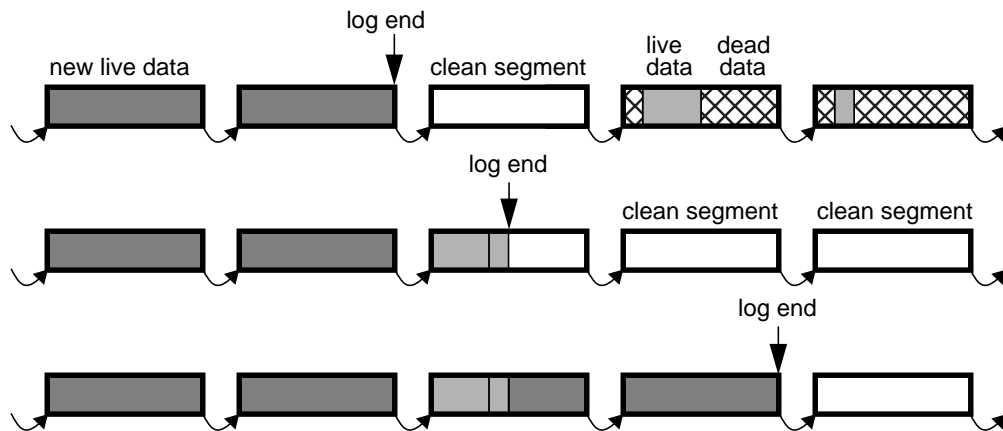 log end
new live data
clean segment
live
data
dead
data
log end
clean segment
clean segment
log end